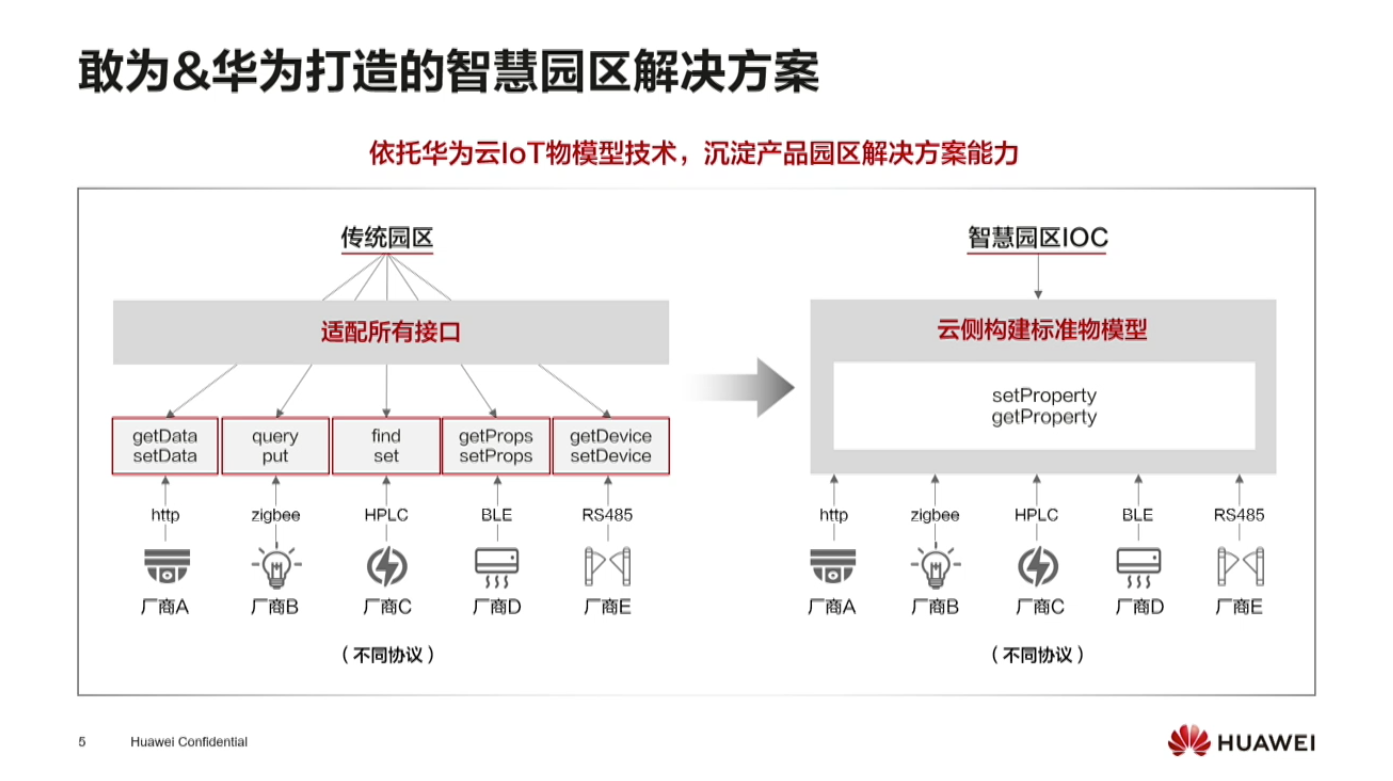 敢为&华为打造的智慧园区解决方案
依托华为云IoT物模型技术，沉淀产品园区解决方案能力
传统园区
适配所有接口
getData
setData
query
put
find
set
getProps
setProps
getDevice
setDevice
http
zigbee
HPLC
BLE
RS485
厂商A
厂商B
厂商C
厂商D
厂商E
（不同协议）
智慧园区IOC
云侧构建标准物模型
setProperty
getProperty
http
zigbee
HPLC
BLE
RS485
厂商A
厂商B
厂商C
厂商D
厂商E
（不同协议）
5
Huawei Confidential
HUAWEI